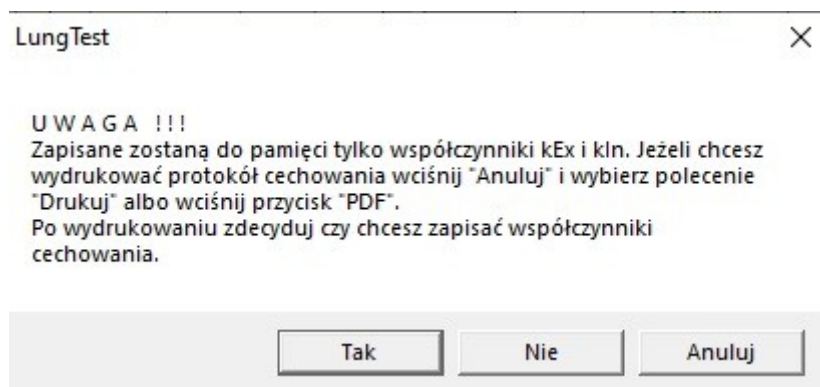 LungTest
U W A G A !!!
Zapisane zostaną do pamięci tylko współczynniki kEx i kIn. Jeżeli chcesz
wydrukować protokół cechowania wciśnij "Anuluj" i wybierz polecenie
"Drukuj" albo wciśnij przycisk "PDF".
Po wydrukowaniu zdecyduj czy chcesz zapisać współczynniki
cechowania.
Tak
Nie
Anuluj